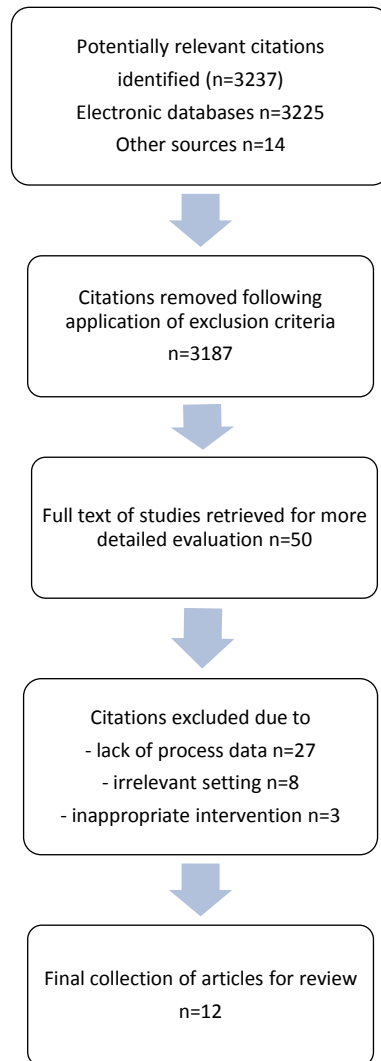 Potentially relevant citations
identified (n=3237)
Electronic databases n=3225
Other sources n=14
Citations removed following
application of exclusion criteria
n=3187
Full text of studies retrieved for more
detailed evaluation n=50
Citations excluded due to
- lack of process data n=27
- irrelevant setting n=8
- inappropriate intervention n=3
Final collection of articles for review
n=12